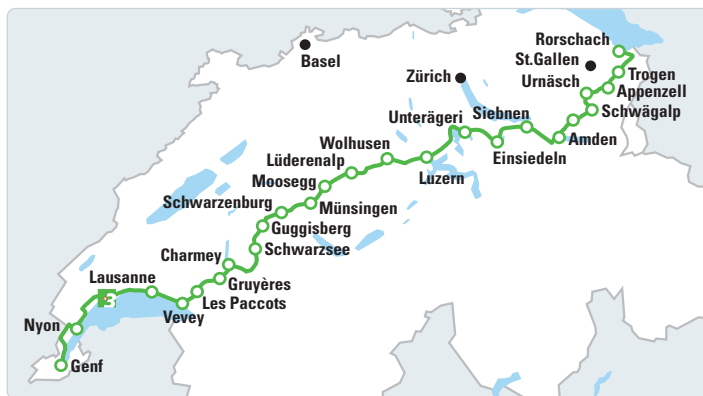 Rorschach
Basel
St.Gallen
Zürich
Trogen
Urnäsch
Appenzell
Schwägalp
Siebnen
Unterägeri
Amden
Wolhusen
Einsiedeln
Lüderenalp
Luzern
Moosegg
Schwarzenburg
Münsingen
Guggisberg
Charmey
Schwarzsee
Lausanne
Gruyères
Les Paccots
Vevey
Nyon
Genf